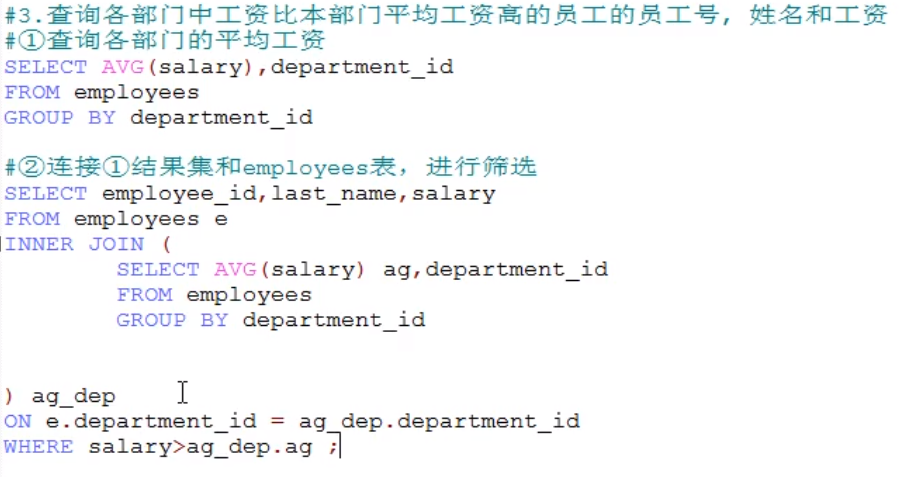 #3.查询各部门中工资比本部门平均工资高的员工的员工号, 姓名和工资
#①查询各部门的平均工资
SELECT AVG(salary),department_id
FROM employees
GROUP BY department_id
#②连接①结果集和employees表, 进行筛选
SELECT employee_id,last_name,salary
FROM employees e
INNER JOIN (
SELECT AVG(salary) ag,department_id
FROM employees
GROUP BY department_id
) ag_dep
ON e.department_id = ag_dep.department_id
WHERE salary>ag_dep.ag ;